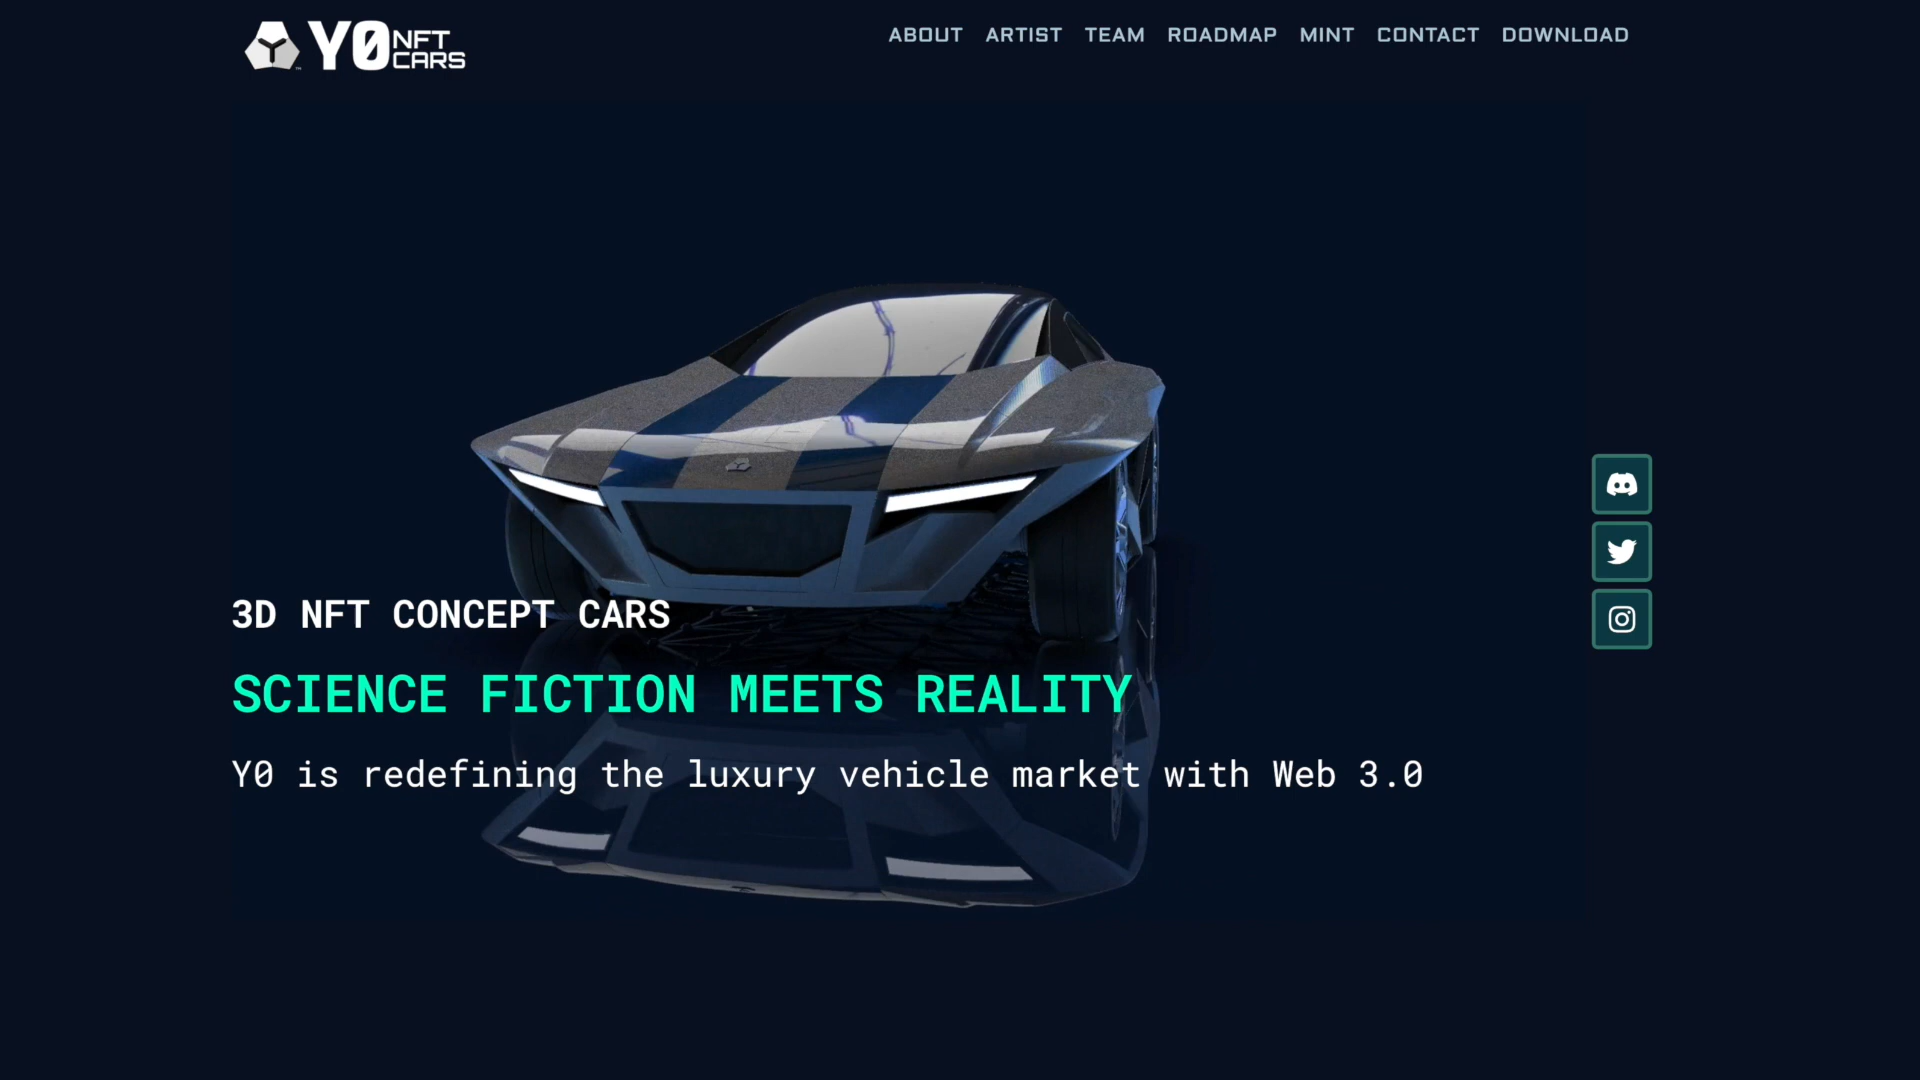 Y0 NFT CARS
ABOUT ARTIST TEAM ROADMAP MINT CONTACT DOWNLOAD
3D NFT CONCEPT CARS
SCIENCE FICTION MEETS REALITY
Y0 is redefining the luxury vehicle market with Web 3.0